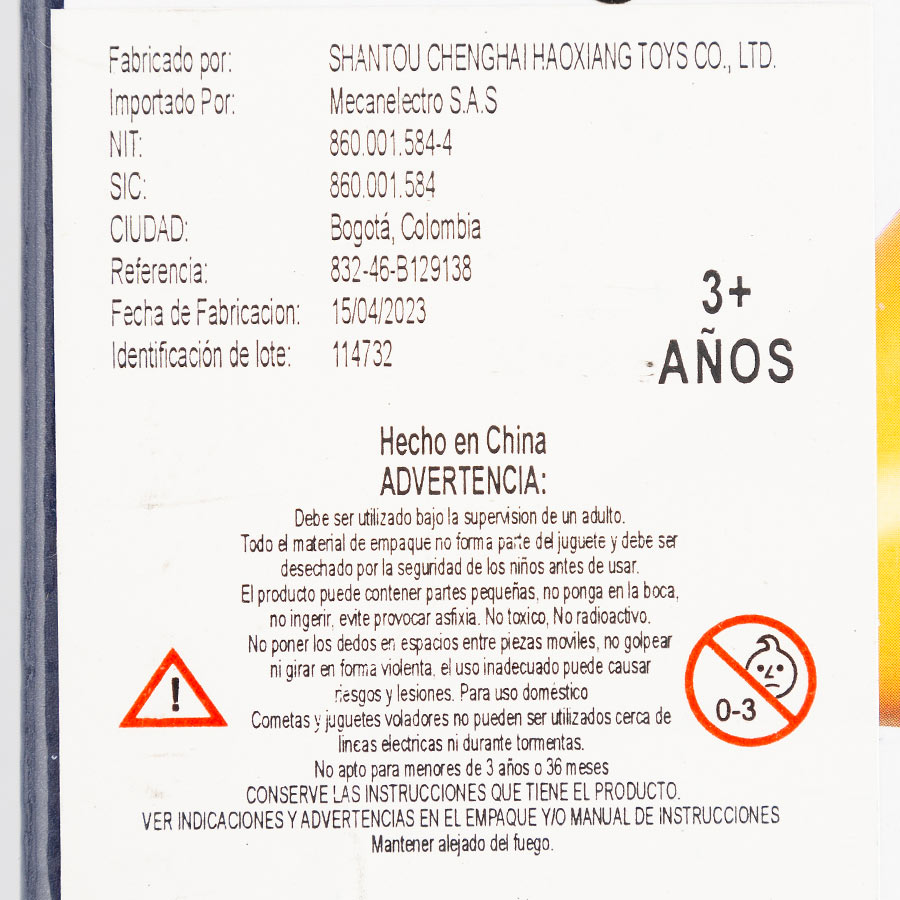 Fabricado por: SHANTOU CHENGHAI HAOXIANG TOYS CO., LTD.
Importado Por: Mecanelectro S.A.S
NIT: 860.001.584-4
SIC: 860.001.584
CIUDAD: Bogotá, Colombia
Referencia: 832-46-B129138
Fecha de Fabricacion: 15/04/2023
Identificación de lote: 114732
3+
AÑOS
Hecho en China
ADVERTENCIA:
Debe ser utilizado bajo la supervision de un adulto.
Todo el material de empaque no forma parte del juguete y debe ser
desechado por la seguridad de los niños antes de usar.
El producto puede contener partes pequeñas, no ponga en la boca,
no ingerir, evite provocar asfixia. No toxico, No radioactivo.
No poner los dedos en espacios entre piezas moviles, no golpear
ni girar en forma violenta, el uso inadecuado puede causar
riesgos y lesiones. Para uso doméstico
Cometas y juguetes voladores no pueden ser utilizados cerca de
lineas electricas ni durante tormentas.
No apto para menores de 3 años o 36 meses
CONSERVE LAS INSTRUCCIONES QUE TIENE EL PRODUCTO.
VER INDICACIONES Y ADVERTENCIAS EN EL EMPAQUE Y/O MANUAL DE INSTRUCCIONES
Mantener alejado del fuego.
!
0-3